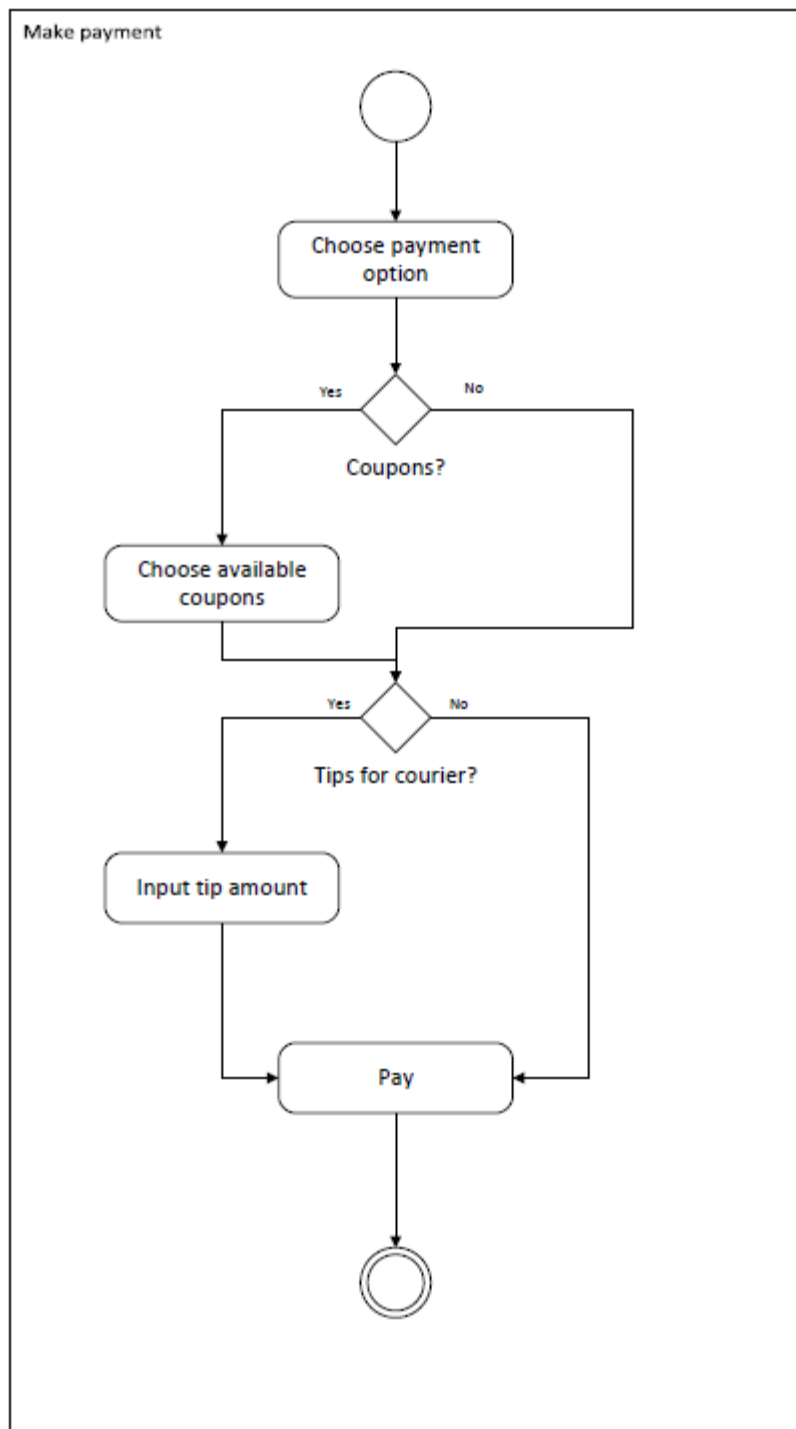 Make payment
Choose payment
option
Yes
No
Coupons?
Choose available
coupons
Yes
No
Tips for courier?
Input tip amount
Pay